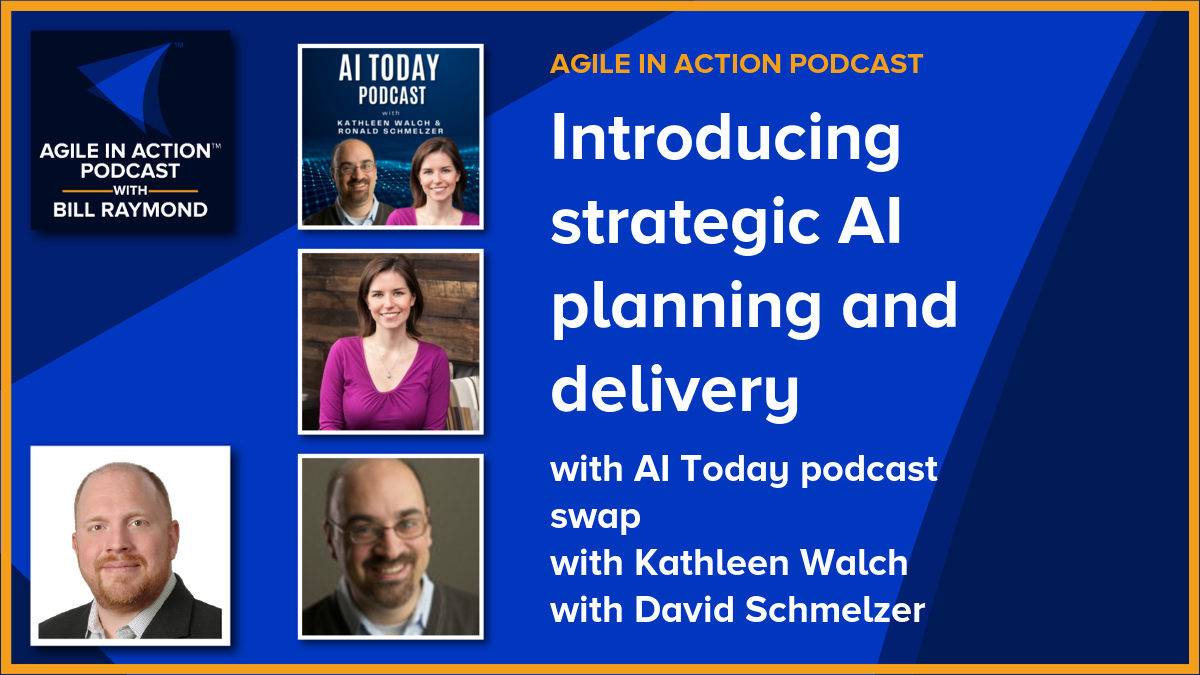 AGILE IN ACTION™
PODCAST
WITH
BILL RAYMOND
AI TODAY
PODCAST
with
KATHLEEN WALCH &
RONALD SCHMELZER
AGILE IN ACTION PODCAST
Introducing
strategic AI
planning and
delivery
with AI Today podcast
swap
with Kathleen Walch
with David Schmelzer